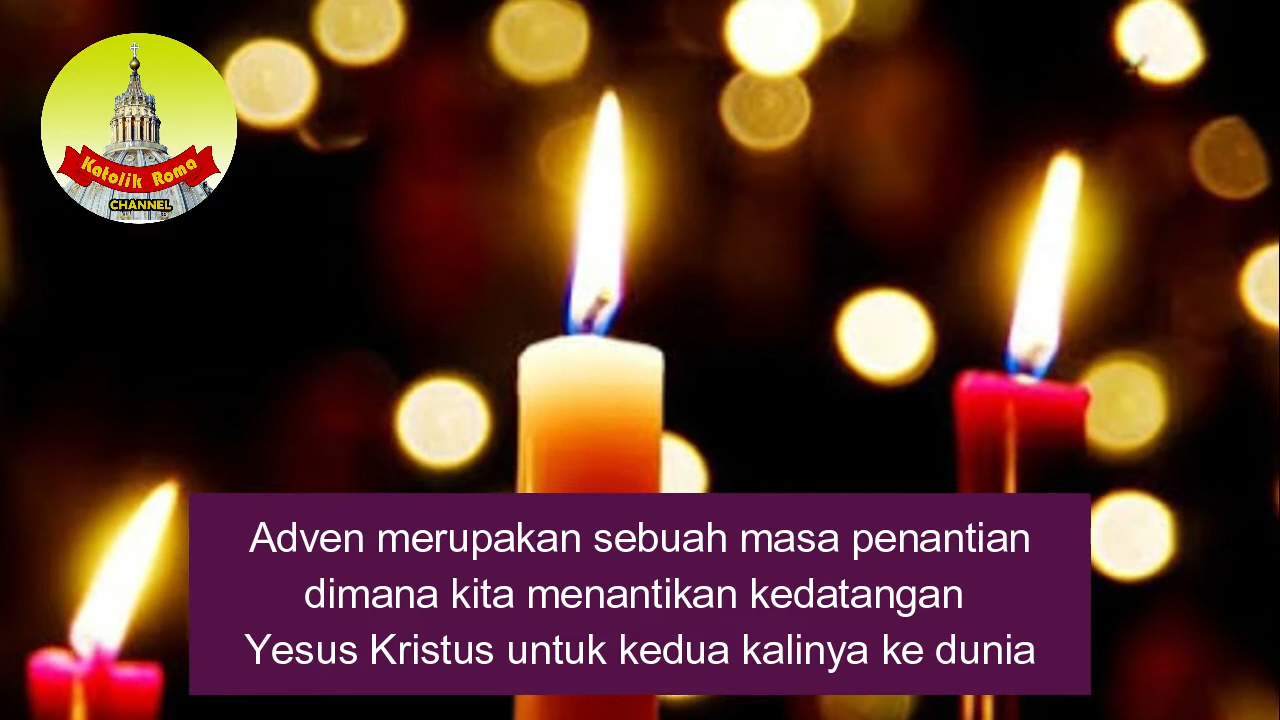 Katolik Roma
CHANNEL
Adven merupakan sebuah masa penantian
dimana kita menantikan kedatangan
Yesus Kristus untuk kedua kalinya ke dunia